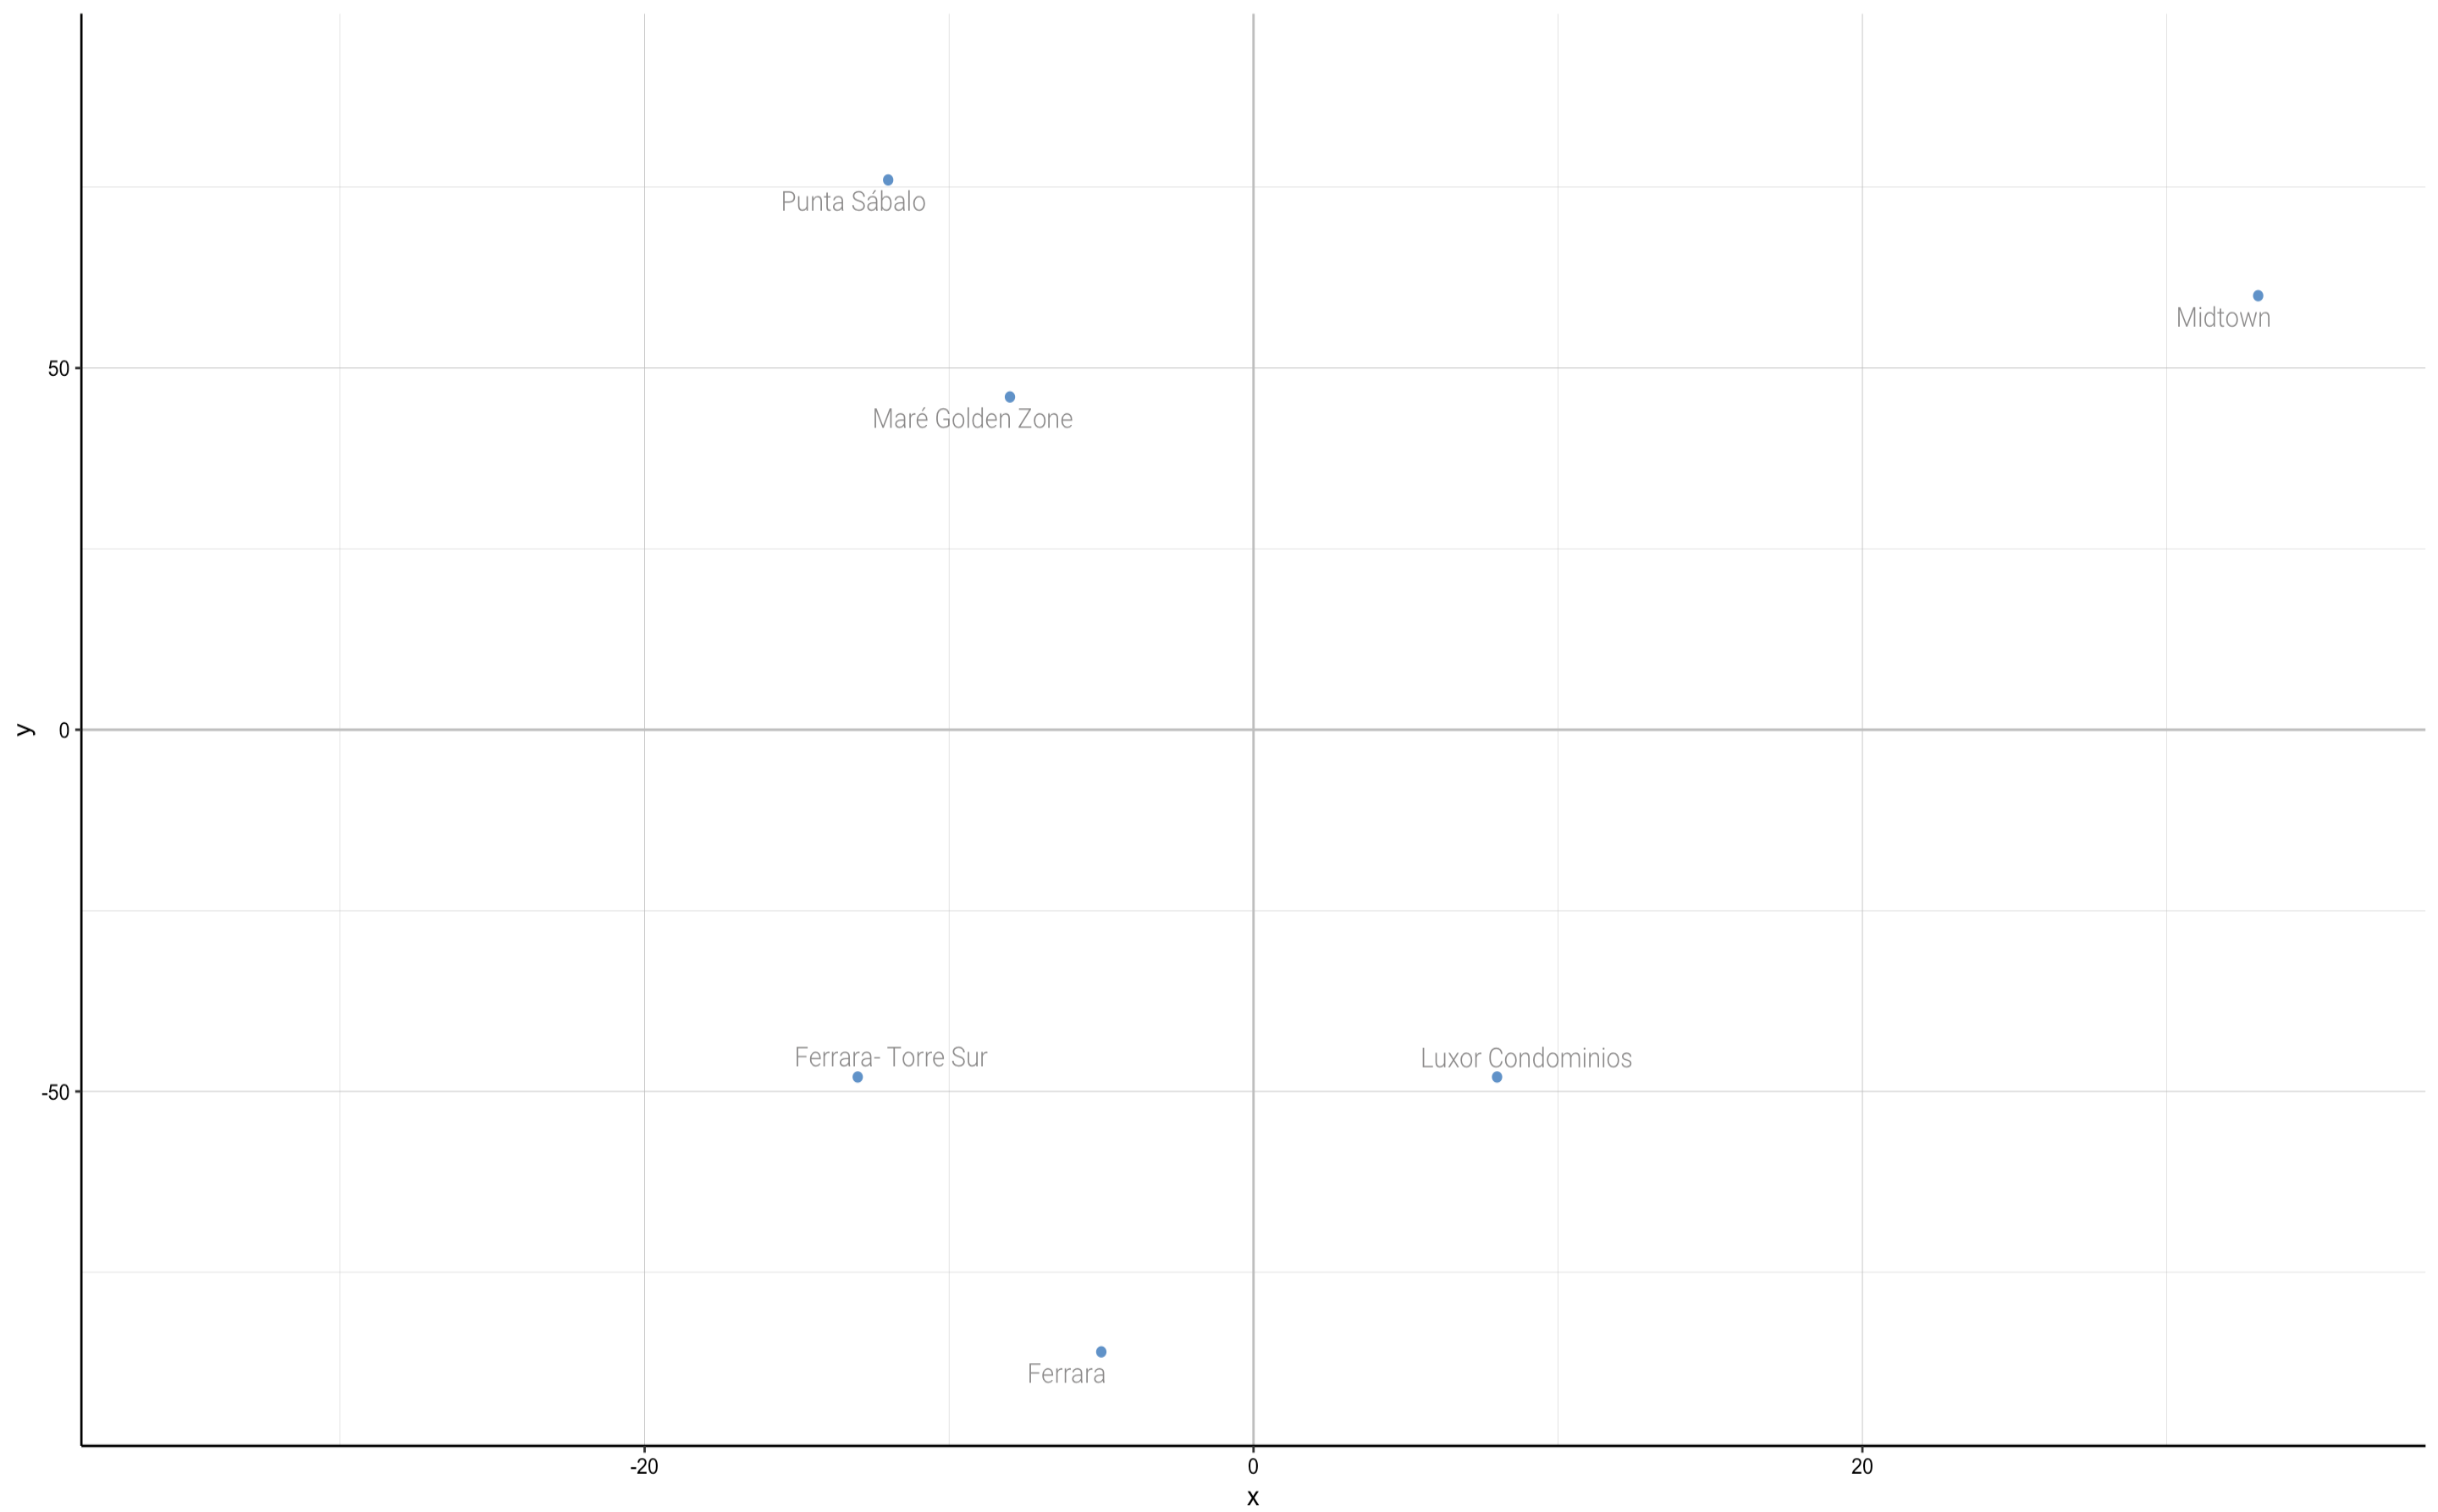 Punta Sábalo
Midtown
50
Maré Golden Zone
0
y
Ferrara- Torre Sur
Luxor Condominios
-50
Ferrara
-20
0
20
x